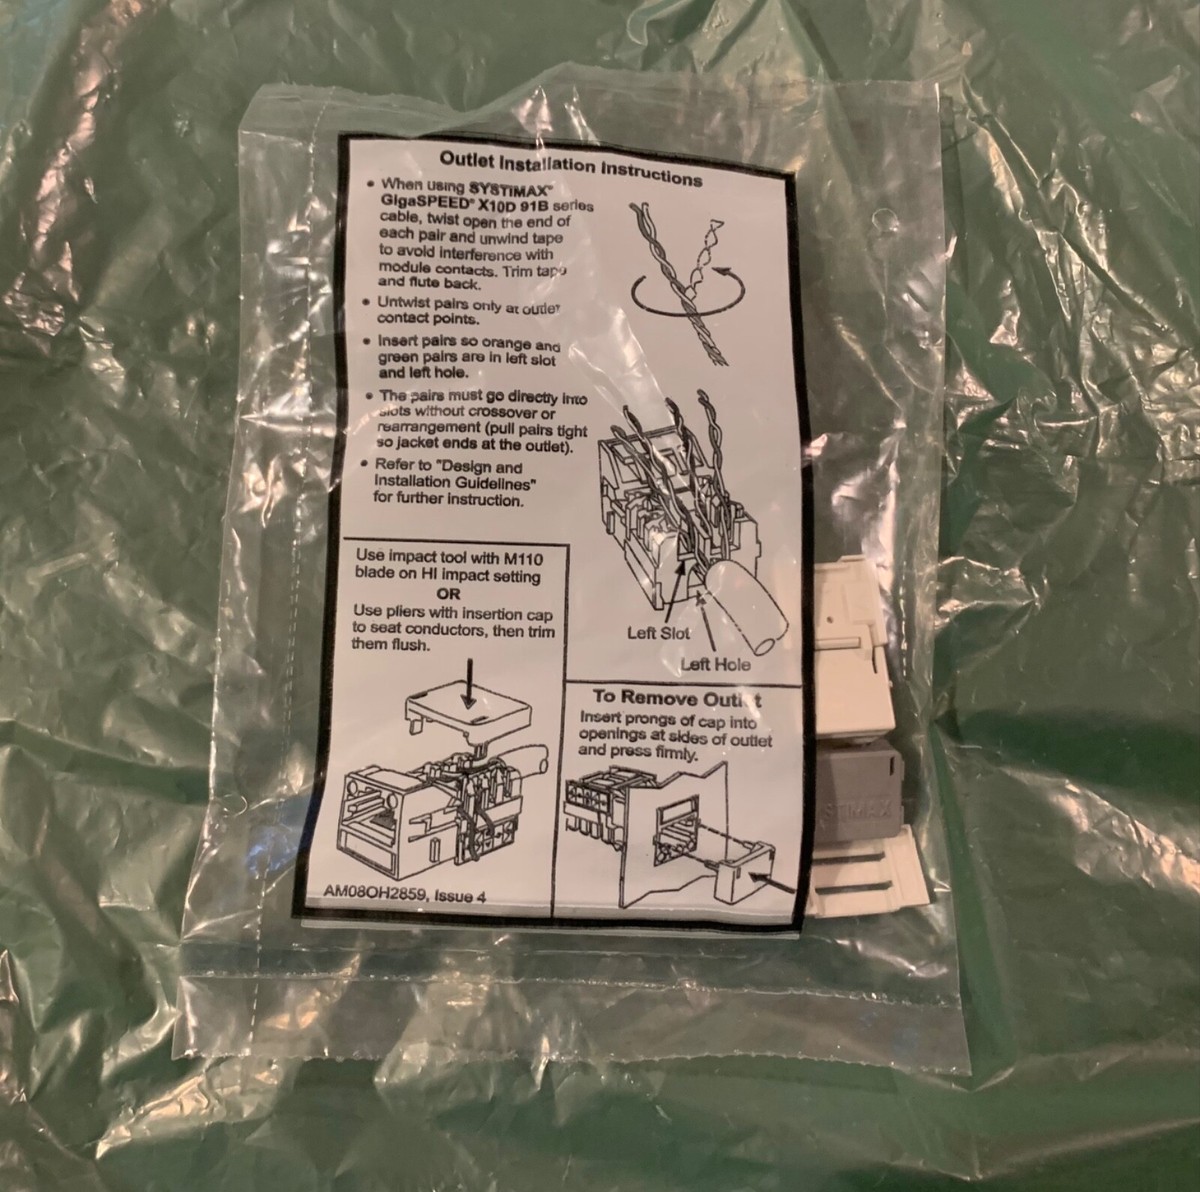 Outlet Installation Instructions
• When using SYSTIMAX®
GigaSPEED® X10D 91B series
cable, twist open the end of
each pair and unwind tape
to avoid interference with
module contacts. Trim tape
and flute back.
• Untwist pairs only at outlet
contact points.
• Insert pairs so orange and
green pairs are in left slot
and left hole.
• The pairs must go directly into
slots without crossover or
rearrangement (pull pairs tight
so jacket ends at the outlet).
• Refer to "Design and
Installation Guidelines"
for further instruction.
Left Slot
Left Hole
Use impact tool with M110
blade on HI impact setting
OR
Use pliers with insertion cap
to seat conductors, then trim
them flush.
AM08OH2859, Issue 4
To Remove Outlet
Insert prongs of cap into
openings at sides of outlet
and press firmly.
STIMAX